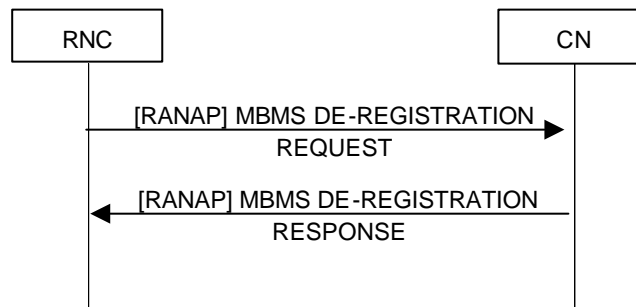 RNC
CN
[RANAP] MBMS DE-REGISTRATION
REQUEST
[RANAP] MBMS DE-REGISTRATION
RESPONSE